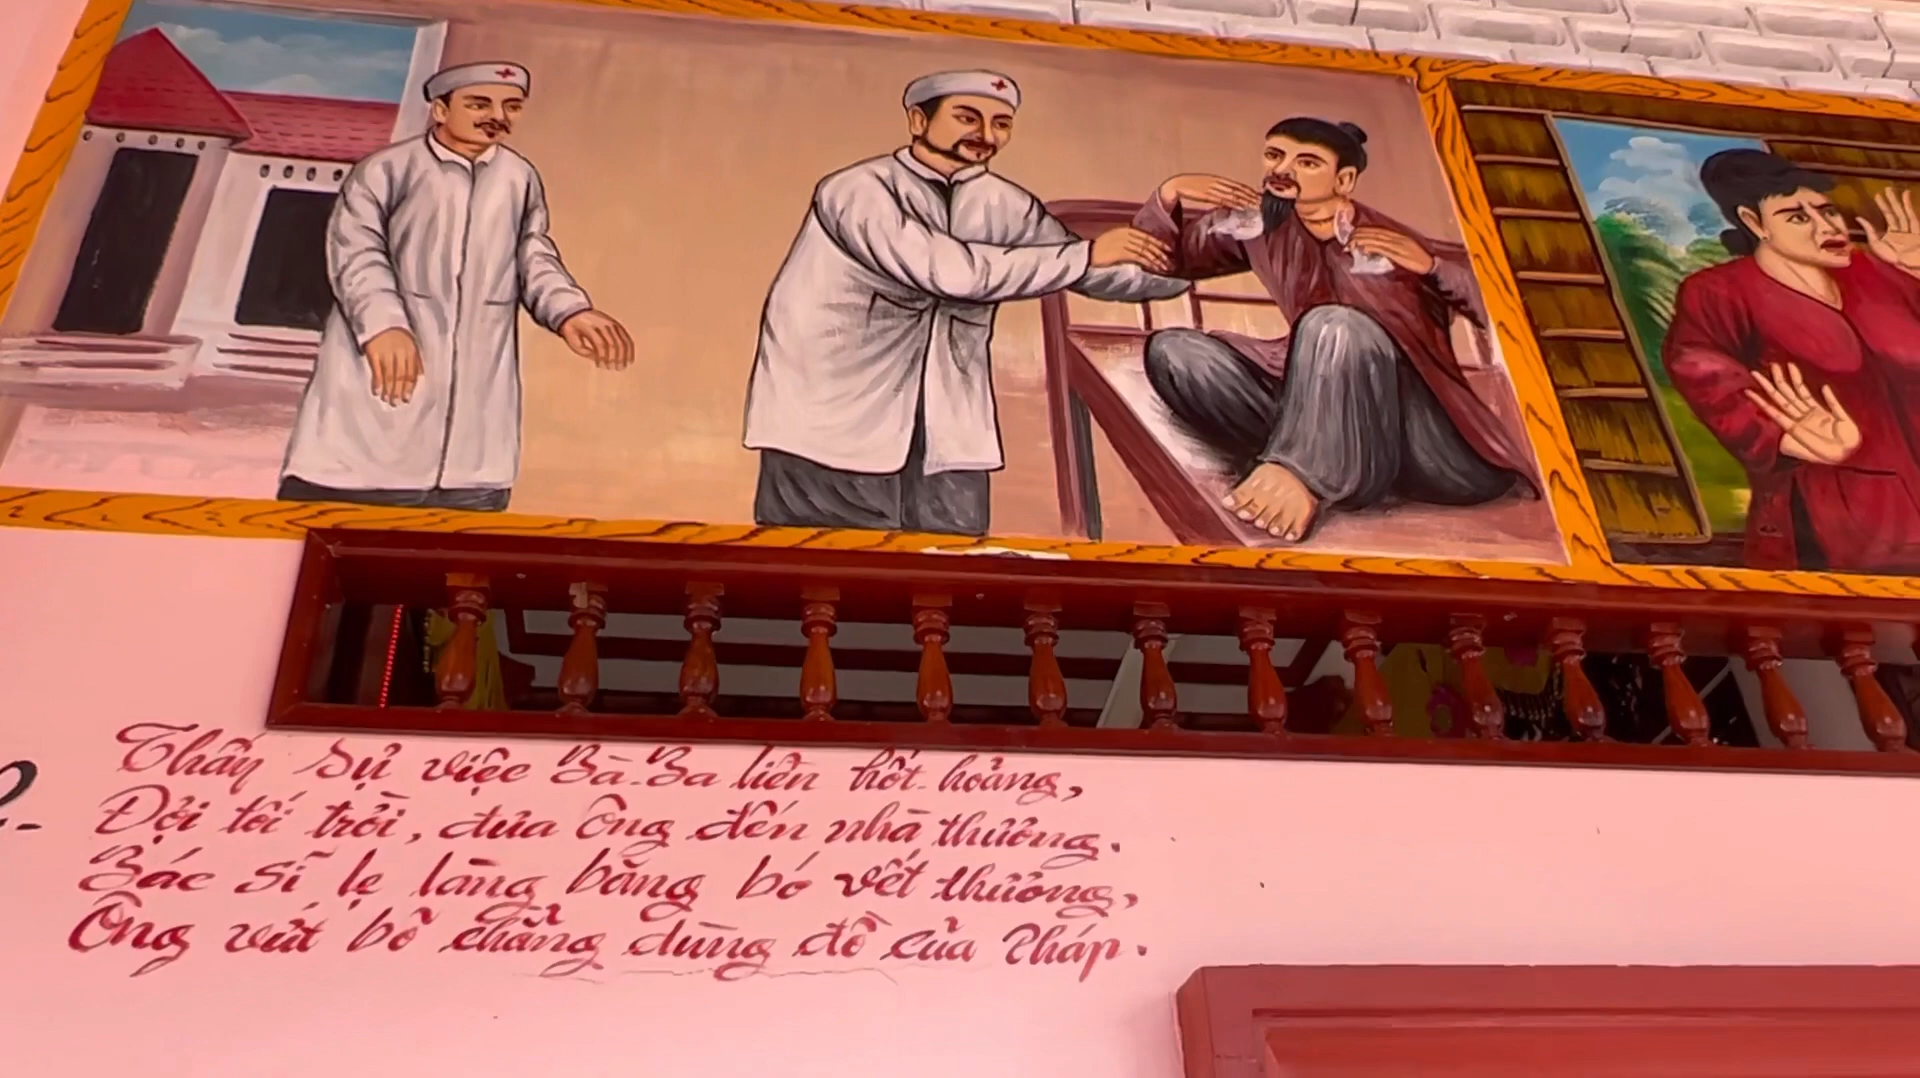 Thấy sự việc Bà Ba liền hốt hoảng,
Đợi tối trời, đưa Ông đến nhà thương.
Bác sĩ lẹ làng băng bó vết thương,
Ông vứt bỏ chẳng dùng đồ của Pháp.